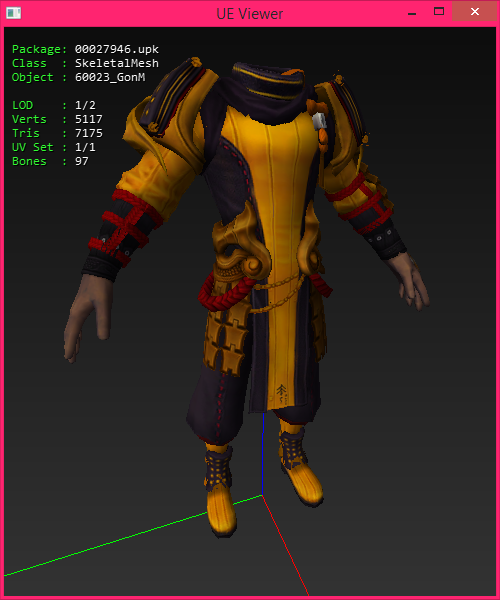 UE Viewer
Package: 00027946.upk
Class  : SkeletalMesh
Object : 60023_GonM
LOD    : 1/2
Verts  : 5117
Tris   : 7175
UV Set : 1/1
Bones  : 97